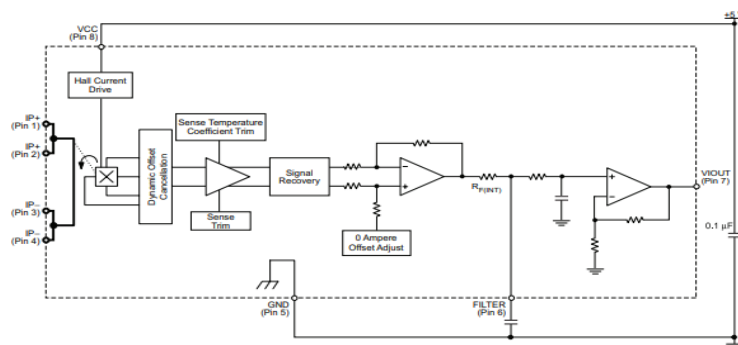 +5
VCC
(Pin 8)
Hall Current
Drive
IP+
(Pin 1)
IP+
(Pin 2)
IP−
(Pin 3)
IP−
(Pin 4)
Dynamic Offset
Cancellation
Sense Temperature
Coefficient Trim
Sense
Trim
Signal
Recovery
0 Ampere
Offset Adjust
RF(INT)
VIOUT
(Pin 7)
0.1 µF
GND
(Pin 5)
FILTER
(Pin 6)